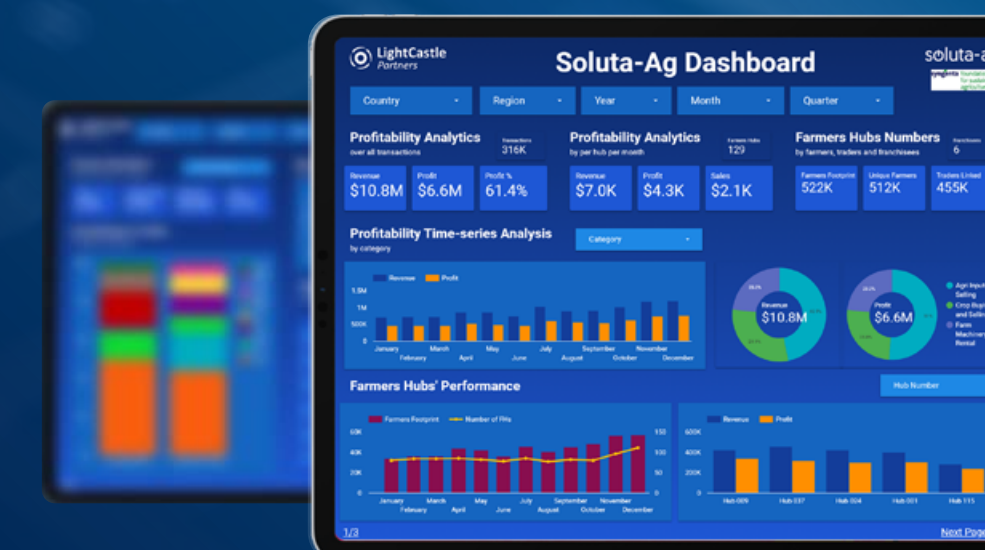 LightCastle
Partners
Soluta-Ag Dashboard
soluta-a
syngenta foundation
for sustain
agricultur
Country Region Year Month Quarter
Profitability Analytics
over all transactions
Transactions
316K
Revenue
$10.8M
Profit
$6.6M
Profit %
61.4%
Profitability Analytics
by per hub per month
Farmers Hubs
129
Revenue
$7.0K
Profit
$4.3K
Sales
$2.1K
Farmers Hubs Numbers
by farmers, traders and franchisees
Franchisees
6
Farmers Footprint
522K
Unique Farmers
512K
Traders Linked
455K
Profitability Time-series Analysis
by category
Category
Revenue Profit
1.5M
1M
500K
0
January March May July September November
February April June August October December
Revenue
$10.8M
Profit
$6.6M
Agri Input
Selling
Crop Buyi
and Sellin
Farm
Machinery
Rental
Farmers Hubs' Performance
Hub Number
Farmers Footprint Number of FHs
60K
40K
20K
0
150
100
50
0
January March May July September November
February April June August October December
Revenue Profit
600K
400K
200K
0
Hub-009 Hub-037 Hub-004 Hub-001 Hub-115
1/3
Next Page